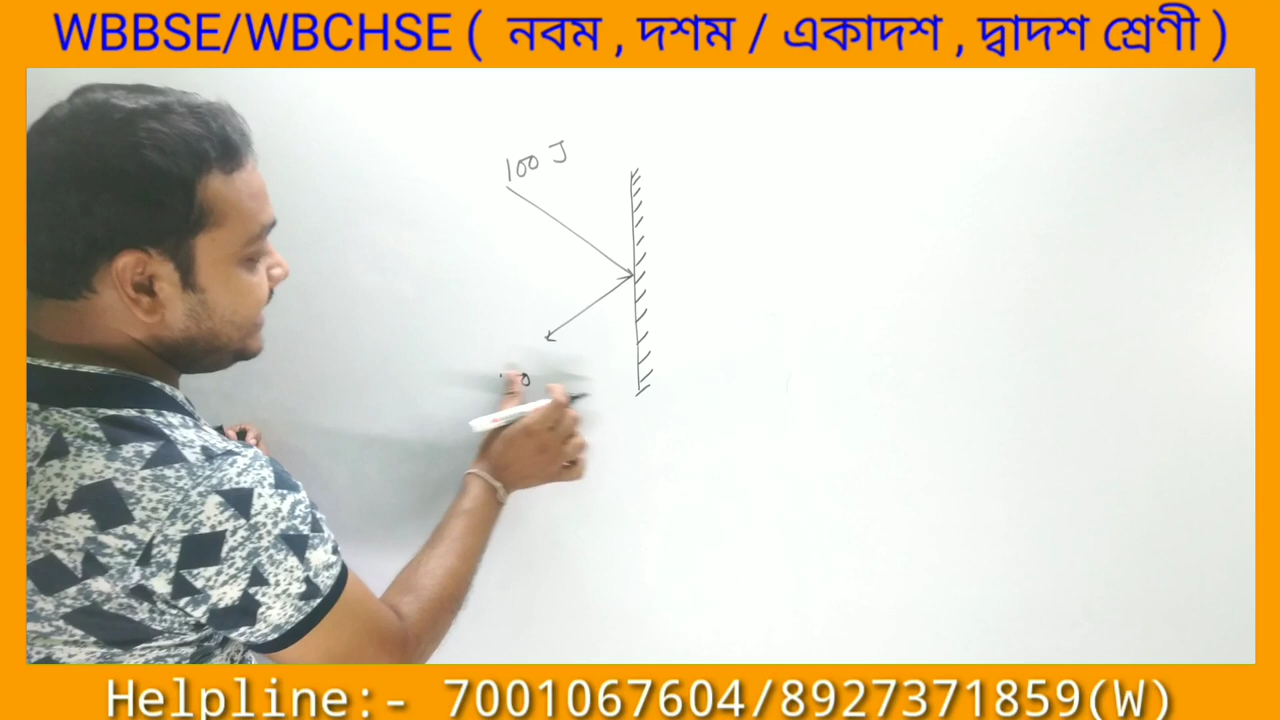 WBBSE/WBCHSE ( নবম , দশম / একাদশ , দ্বাদশ শ্রেণী )
100 J
Helpline:- 7001067604/8927371859(W)